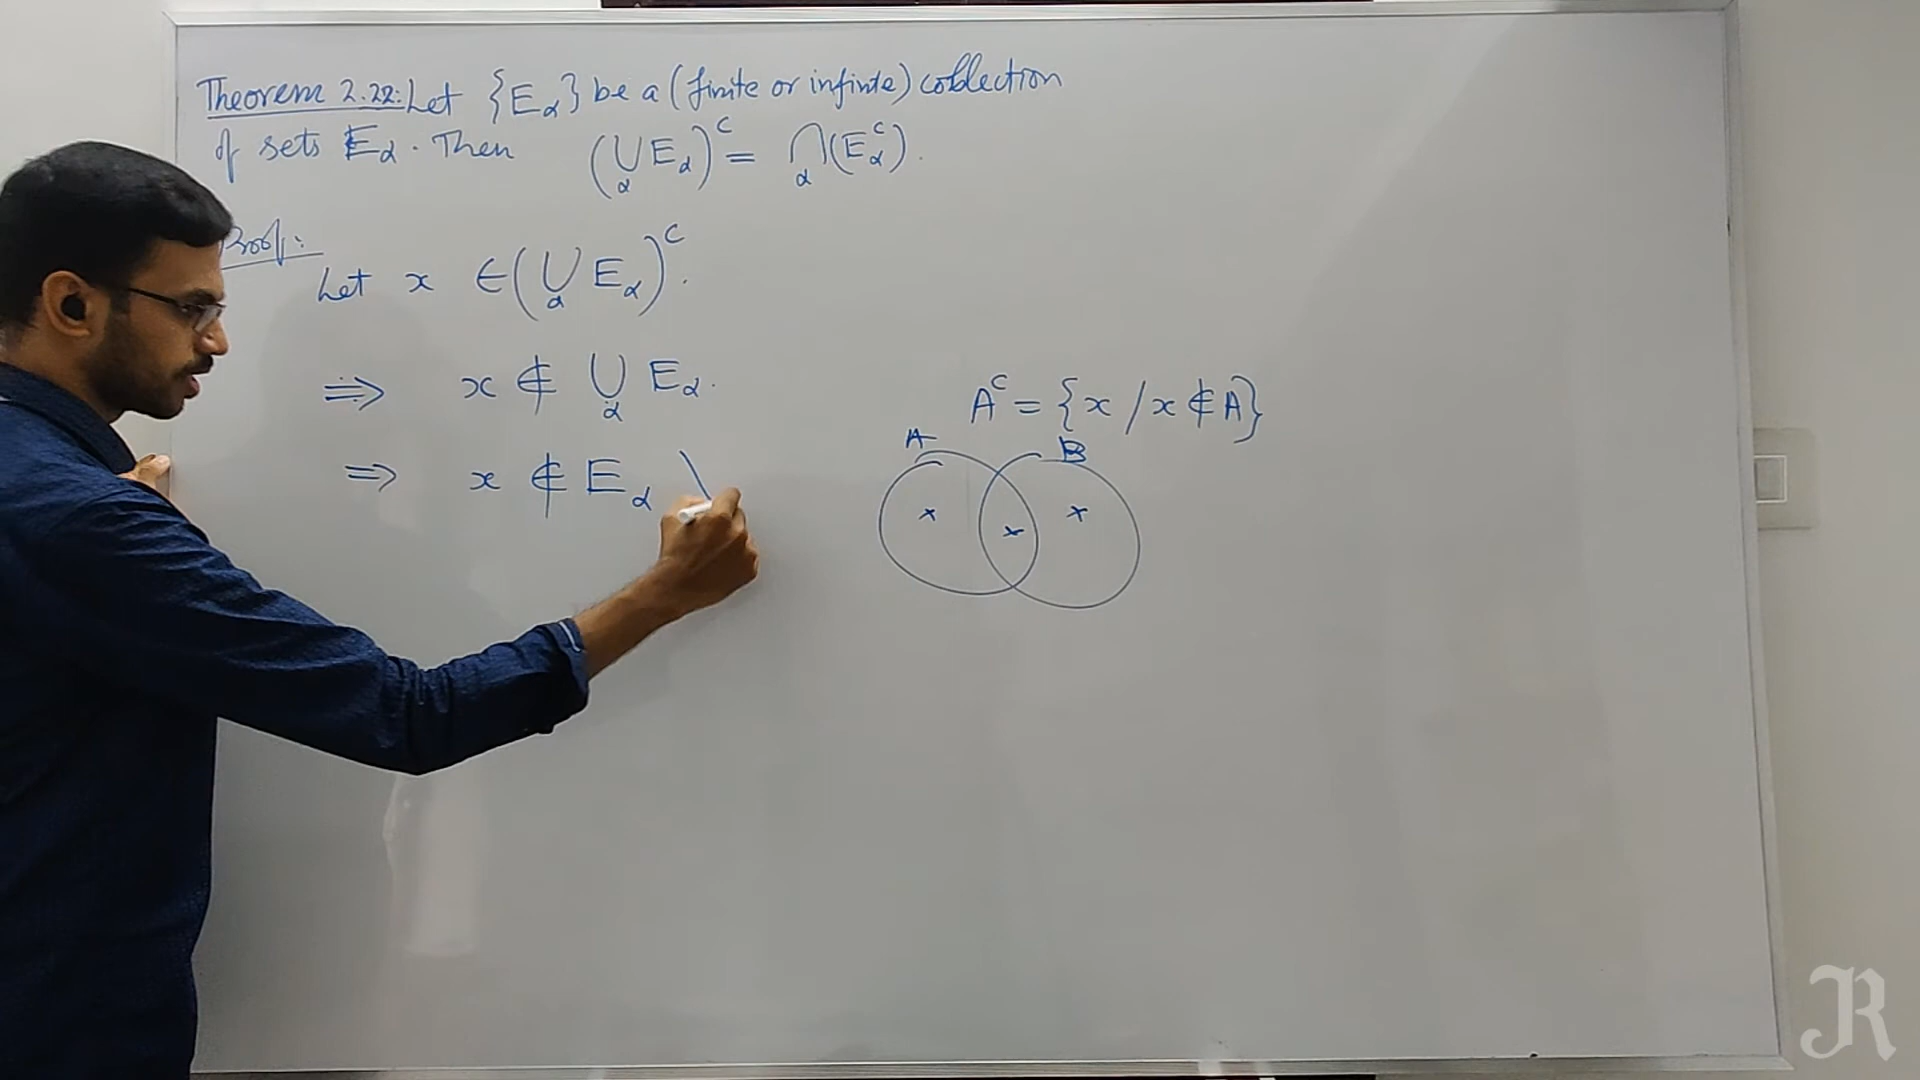 Theorem 2.22: Let {E_α} be a (finite or infinte) collection
of sets E_α. Then (⋃_α E_α)^c = ⋂_α (E_α^c).
Proof:
Let x ∈ (⋃_α E_α)^c.
⇒ x ∉ ⋃_α E_α.
⇒ x ∉ E_α \
A^c = {x / x ∉ A}
A B
x x x
R